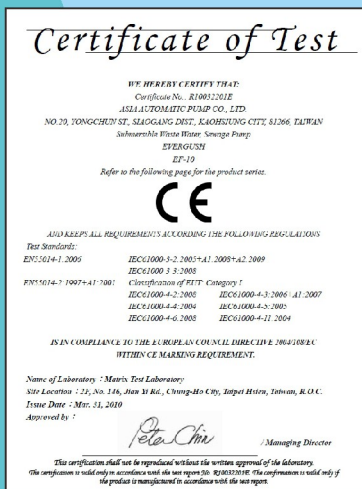 Certificate of Test
WE HEREBY CERTIFY THAT:
Certificate No.: R10032201E
ASIA AUTOMATIC PUMP CO., LTD.
NO.20, YONGCHUN ST., SIAOGANG DIST., KAOHSIUNG CITY, 81266, TAIWAN
Submersible Waste Water, Sewage Pump
EVERGUSH
EF-10
Refer to the following page for the product series.
CE
AND KEEPS ALL REQUIREMENTS ACCORDING THE FOLLOWING REGULATIONS
Test Standards:
EN55014-1: 2006 IEC61000-3-2:2005+A1:2008+A2:2009
IEC61000-3-3:2008
EN55014-2:1997+A1:2001 Classification of EUT: Category I
IEC61000-4-2:2008 IEC61000-4-3:2006+A1:2007
IEC61000-4-4:2004 IEC61000-4-5:2005
IEC61000-4-6:2008 IEC61000-4-11:2004
IS IN COMPLIANCE TO THE EUROPEAN COUNCIL DIRECTIVE 2004/108/EC
WITHIN CE MARKING REQUIREMENT.
Name of Laboratory : Matrix Test Laboratory
Site Location : 2F, No. 146, Jian Yi Rd., Chung-Ho City, Taipei Hsien, Taiwan, R.O.C.
Issue Date : Mar. 31, 2010
Approved by :
Peter Chin
/ Managing Director
This certification shall not be reproduced without the written approval of the laboratory.
The certification is valid only in accordance with the test report No. R10032201E. The confirmation is valid only if
the product is manufactured in accordance with the test report.